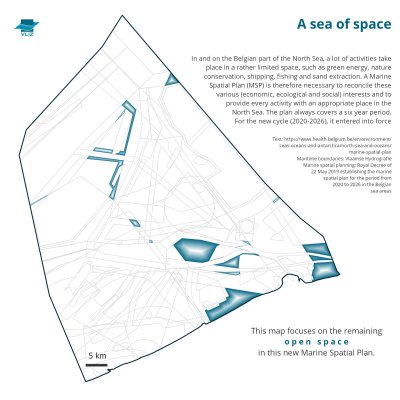 VLIZ
A sea of space
In and on the Belgian part of the North Sea, a lot of activities take
place in a rather limited space, such as green energy, nature
conservation, shipping, fishing and sand extraction. A Marine
Spatial Plan (MSP) is therefore necessary to reconcile these
various (economic, ecological and social) interests and to
provide every activity with an appropriate place in the
North Sea. The plan always covers a six year period.
For the new cycle (2020-2026), it entered into force
Text: https://www.health.belgium.be/en/environment/
seas-oceans-and-antarctica/north-sea-and-oceans/
marine-spatial-plan
Maritime boundaries: Vlaamse Hydrografie
Marine spatial planning: Royal Decree of
22 May 2019 establishing the marine
spatial plan for the period from
2020 to 2026 in the Belgian
sea areas
5 km
This map focuses on the remaining
open space
in this new Marine Spatial Plan.